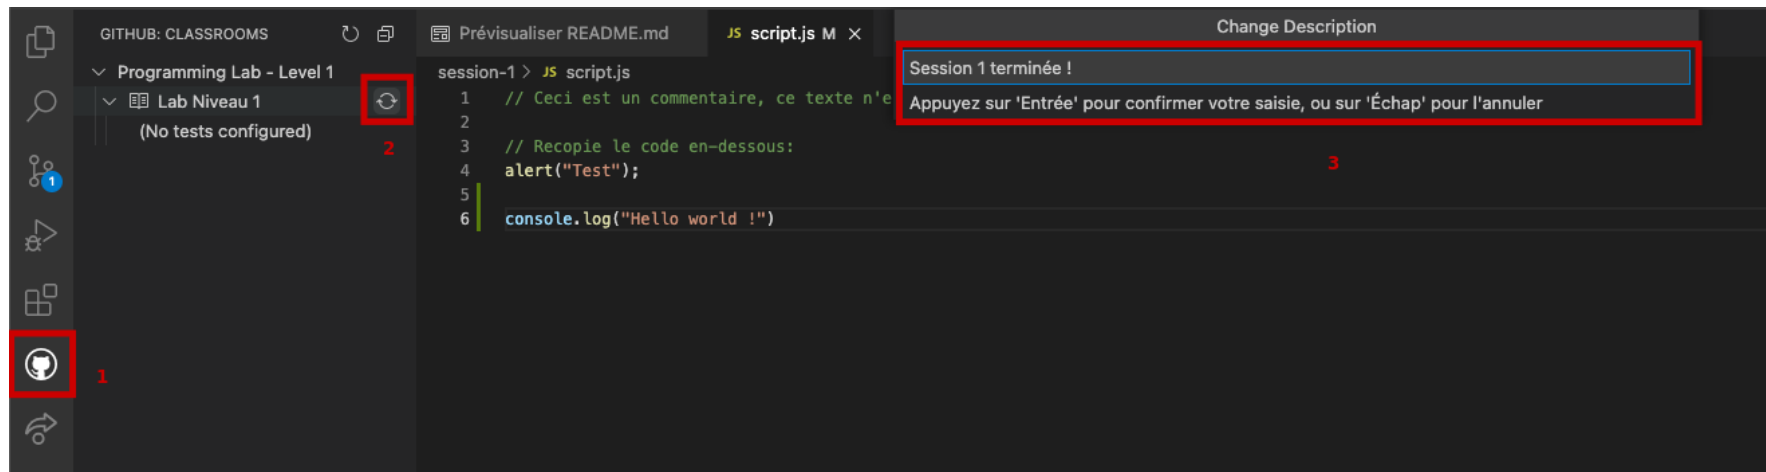 GITHUB: CLASSROOMS
Programming Lab - Level 1
Lab Niveau 1
(No tests configured)
1
2
1
Prévisualiser README.md
JS script.js M
session-1 > JS script.js
1 // Ceci est un commentaire, ce texte n'e
2
3 // Recopie le code en-dessous:
4 alert("Test");
5
6 console.log("Hello world !")
Change Description
Session 1 terminée !
Appuyez sur 'Entrée' pour confirmer votre saisie, ou sur 'Échap' pour l'annuler
3